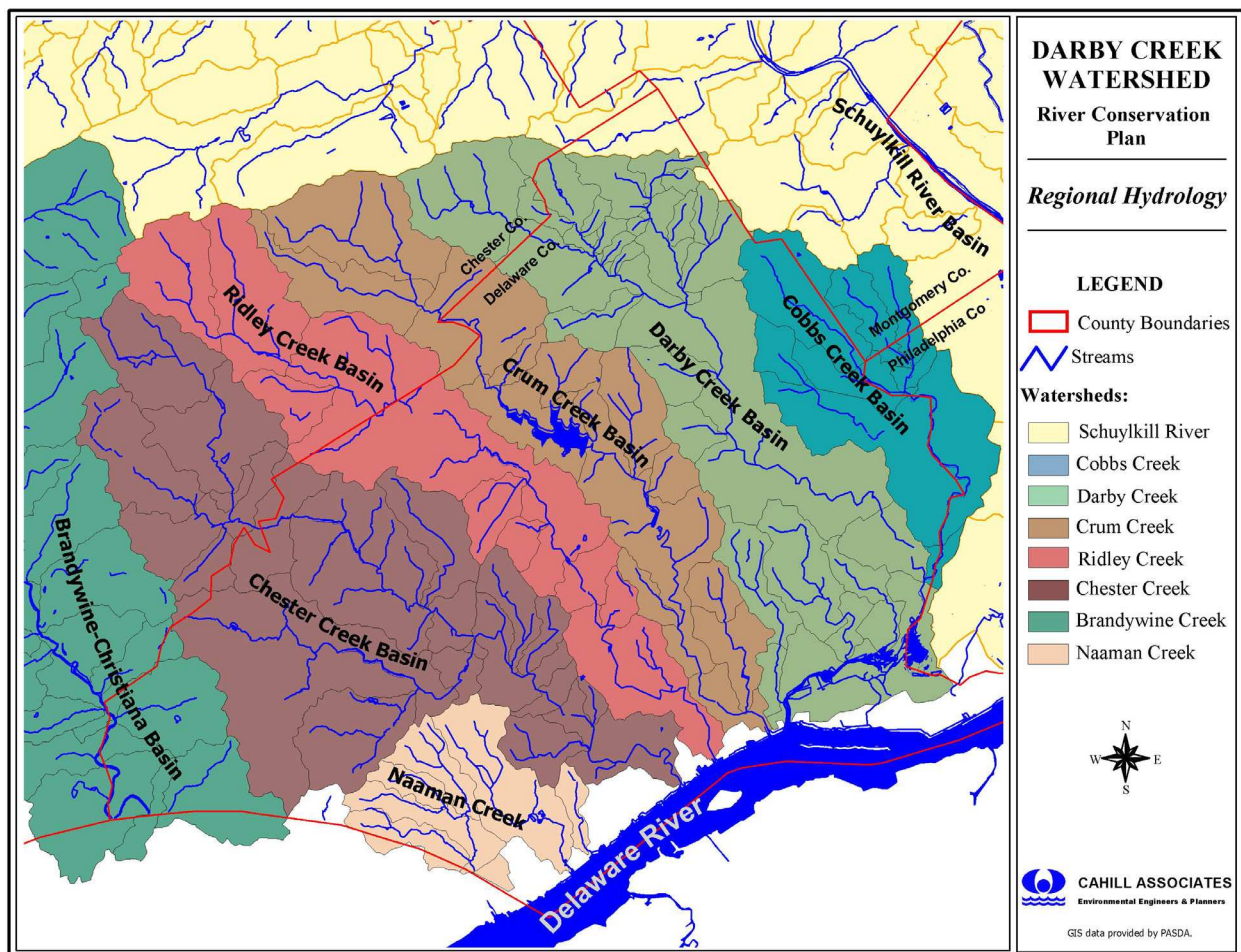 DARBY CREEK
WATERSHED
River Conservation
Plan
Regional Hydrology
LEGEND
County Boundaries
Streams
Watersheds:
Schuylkill River
Cobbs Creek
Darby Creek
Crum Creek
Ridley Creek
Chester Creek
Brandywine Creek
Naaman Creek
N
W
E
S
CAHILL ASSOCIATES
Environmental Engineers & Planners
GIS data provided by PASDA.
Schuylkill River Basin
Chester Co.
Delaware Co.
Montgomery Co.
Philadelphia Co
Ridley Creek Basin
Crum Creek Basin
Darby Creek Basin
Cobbs Creek Basin
Brandywine-Christiana Basin
Chester Creek Basin
Naaman Creek
Delaware River